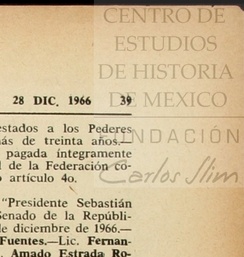 CENTRO DE
ESTUDIOS
DE HISTORIA
DE MEXICO
FUNDACIÓN
Carlos Slim
28 DIC. 1966 39
estados a los Pederes
más de treinta años.—
pagada íntegramente
l de la Federación co-
artículo 4o.
"Presidente Sebastián
Senado de la Repúbli-
de diciembre de 1966.—
Fuentes.—Lic. Fernan-
Amado Estrada Ro-